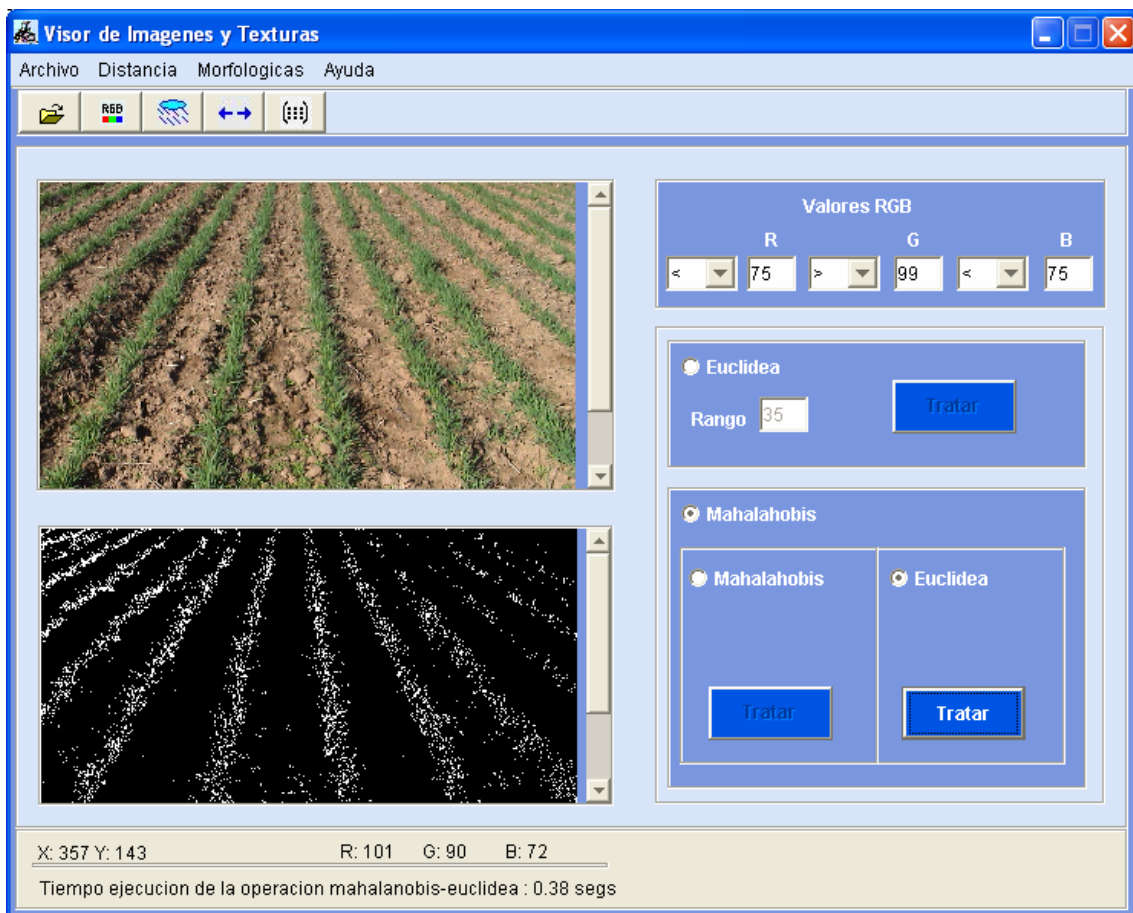 Visor de Imagenes y Texturas
Archivo Distancia Morfologicas Ayuda
RGB
Valores RGB
R G B
< 75 > 99 < 75
Euclidea
Rango 35
Tratar
Mahalahobis
Mahalahobis
Tratar
Euclidea
Tratar
X: 357 Y: 143 R: 101 G: 90 B: 72
Tiempo ejecucion de la operacion mahalanobis-euclidea : 0.38 segs